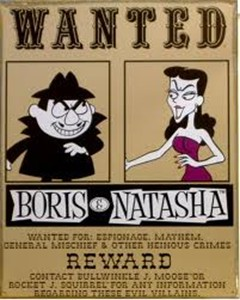 WANTED
BORIS & NATASHA™
WANTED FOR: ESPIONAGE, MAYHEM,
GENERAL MISCHIEF & OTHER HEINOUS CRIMES
REWARD
CONTACT BULLWINKLE J. MOOSE OR
ROCKET J. SQUIRREL FOR ANY INFORMATION
REGARDING THESE EVIL VILLAINS